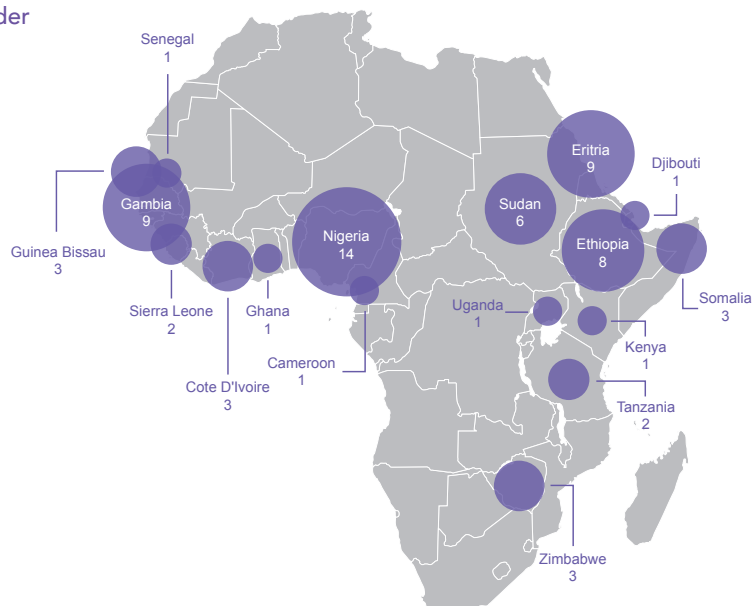 der
Senegal
1
Eritria
9
Djibouti
1
Gambia
9
Sudan
6
Nigeria
14
Ethiopia
8
Guinea Bissau
3
Somalia
3
Sierra Leone
2
Ghana
1
Uganda
1
Kenya
1
Cameroon
1
Cote D'Ivoire
3
Tanzania
2
Zimbabwe
3